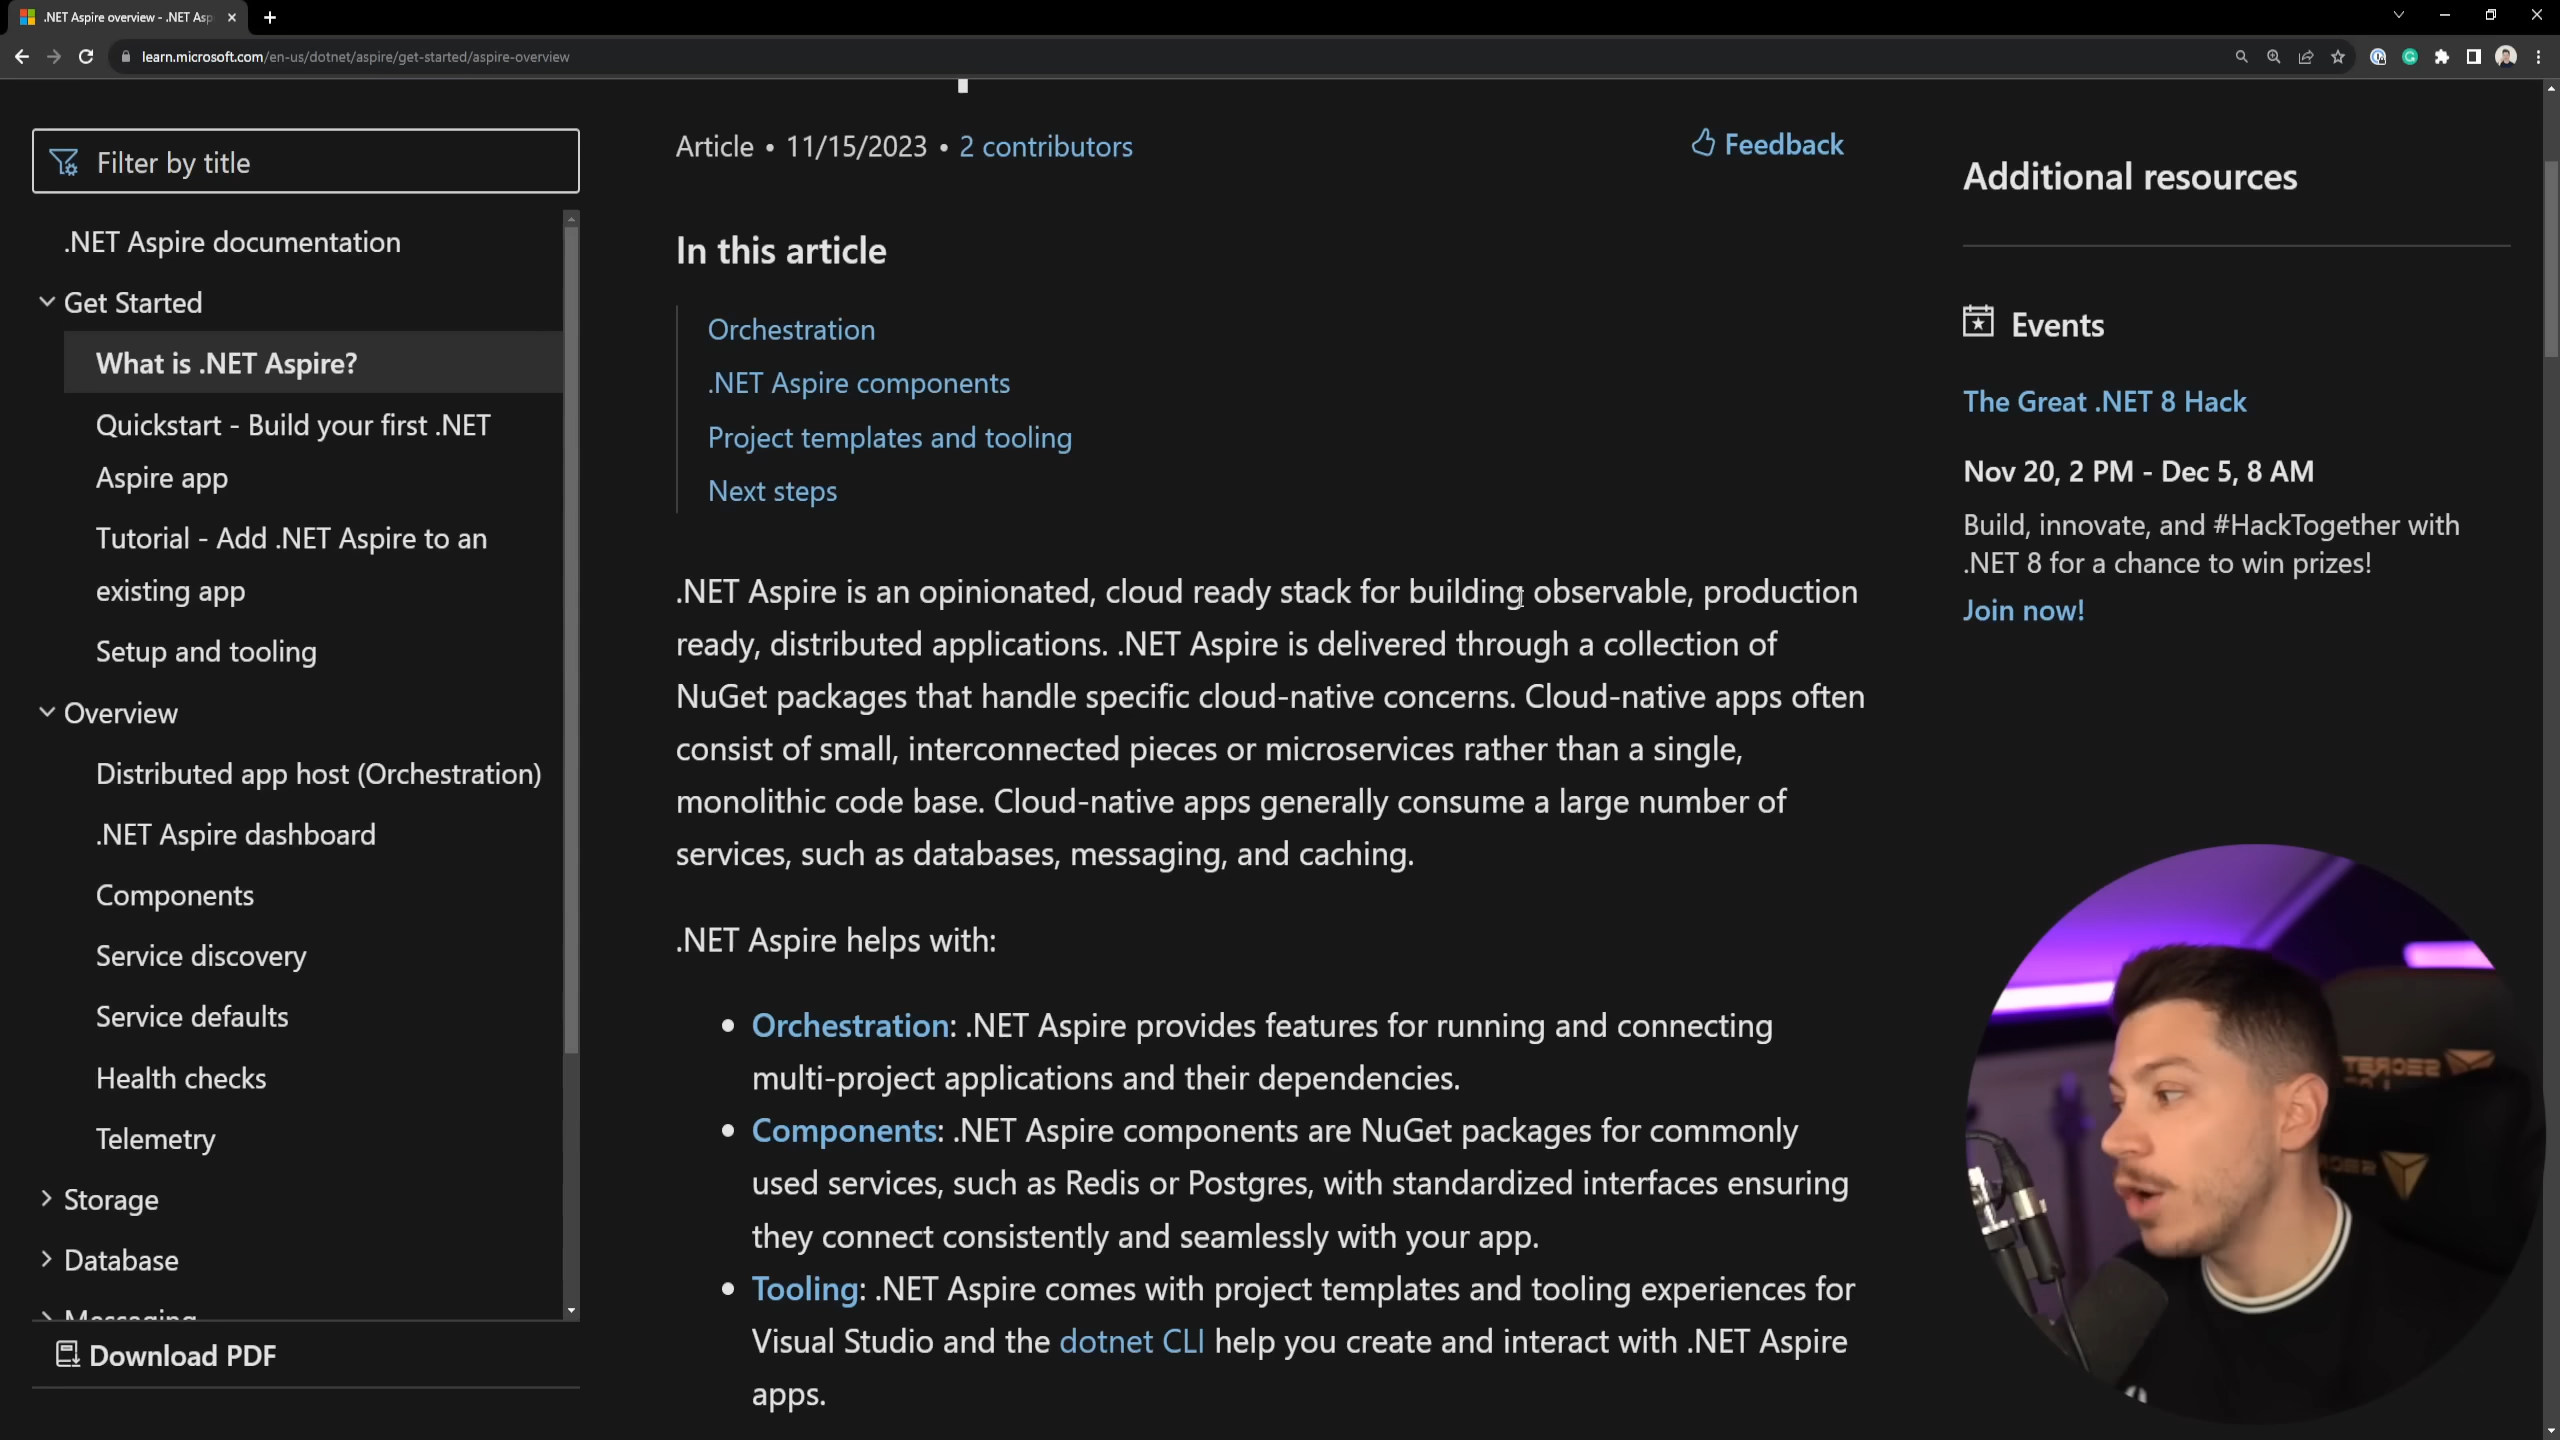 .NET Aspire overview - .NET Asp
learn.microsoft.com/en-us/dotnet/aspire/get-started/aspire-overview
Filter by title
.NET Aspire documentation
Get Started
What is .NET Aspire?
Quickstart - Build your first .NET
Aspire app
Tutorial - Add .NET Aspire to an
existing app
Setup and tooling
Overview
Distributed app host (Orchestration)
.NET Aspire dashboard
Components
Service discovery
Service defaults
Health checks
Telemetry
Storage
Database
Messaging
Download PDF
Article • 11/15/2023 • 2 contributors
Feedback
In this article
Orchestration
.NET Aspire components
Project templates and tooling
Next steps
.NET Aspire is an opinionated, cloud ready stack for building observable, production
ready, distributed applications. .NET Aspire is delivered through a collection of
NuGet packages that handle specific cloud-native concerns. Cloud-native apps often
consist of small, interconnected pieces or microservices rather than a single,
monolithic code base. Cloud-native apps generally consume a large number of
services, such as databases, messaging, and caching.
.NET Aspire helps with:
• Orchestration: .NET Aspire provides features for running and connecting
multi-project applications and their dependencies.
• Components: .NET Aspire components are NuGet packages for commonly
used services, such as Redis or Postgres, with standardized interfaces ensuring
they connect consistently and seamlessly with your app.
• Tooling: .NET Aspire comes with project templates and tooling experiences for
Visual Studio and the dotnet CLI help you create and interact with .NET Aspire
apps.
Additional resources
Events
The Great .NET 8 Hack
Nov 20, 2 PM - Dec 5, 8 AM
Build, innovate, and #HackTogether with
.NET 8 for a chance to win prizes!
Join now!